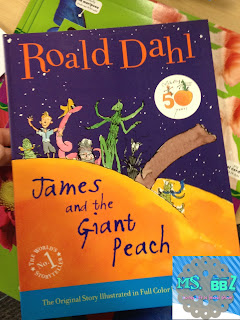 Roald Dahl
50
James
and the
Giant
Peach
THE WORLD'S
No.1
STORYTELLER
The Original Story Illustrated in Full Color
MS. BBZ